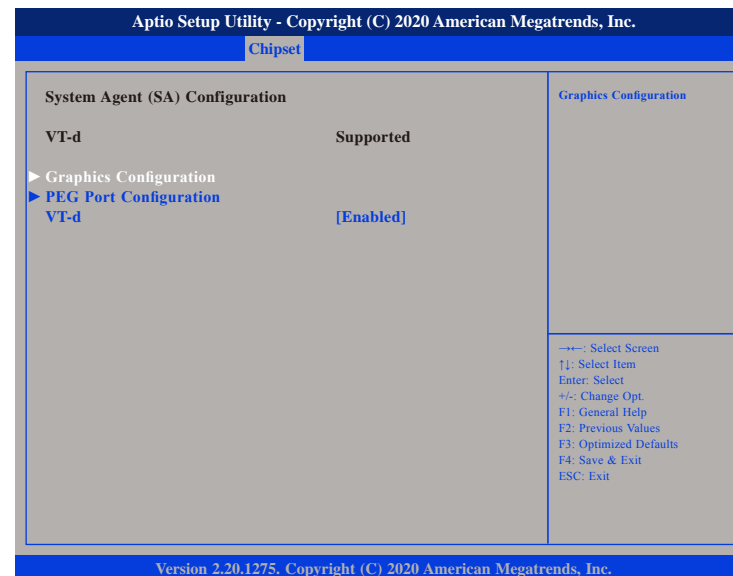 Aptio Setup Utility - Copyright (C) 2020 American Megatrends, Inc.
Chipset
System Agent (SA) Configuration
VT-d Supported
▶ Graphics Configuration
▶ PEG Port Configuration
VT-d [Enabled]
Graphics Configuration
→←: Select Screen
↑↓: Select Item
Enter: Select
+/-: Change Opt.
F1: General Help
F2: Previous Values
F3: Optimized Defaults
F4: Save & Exit
ESC: Exit
Version 2.20.1275. Copyright (C) 2020 American Megatrends, Inc.